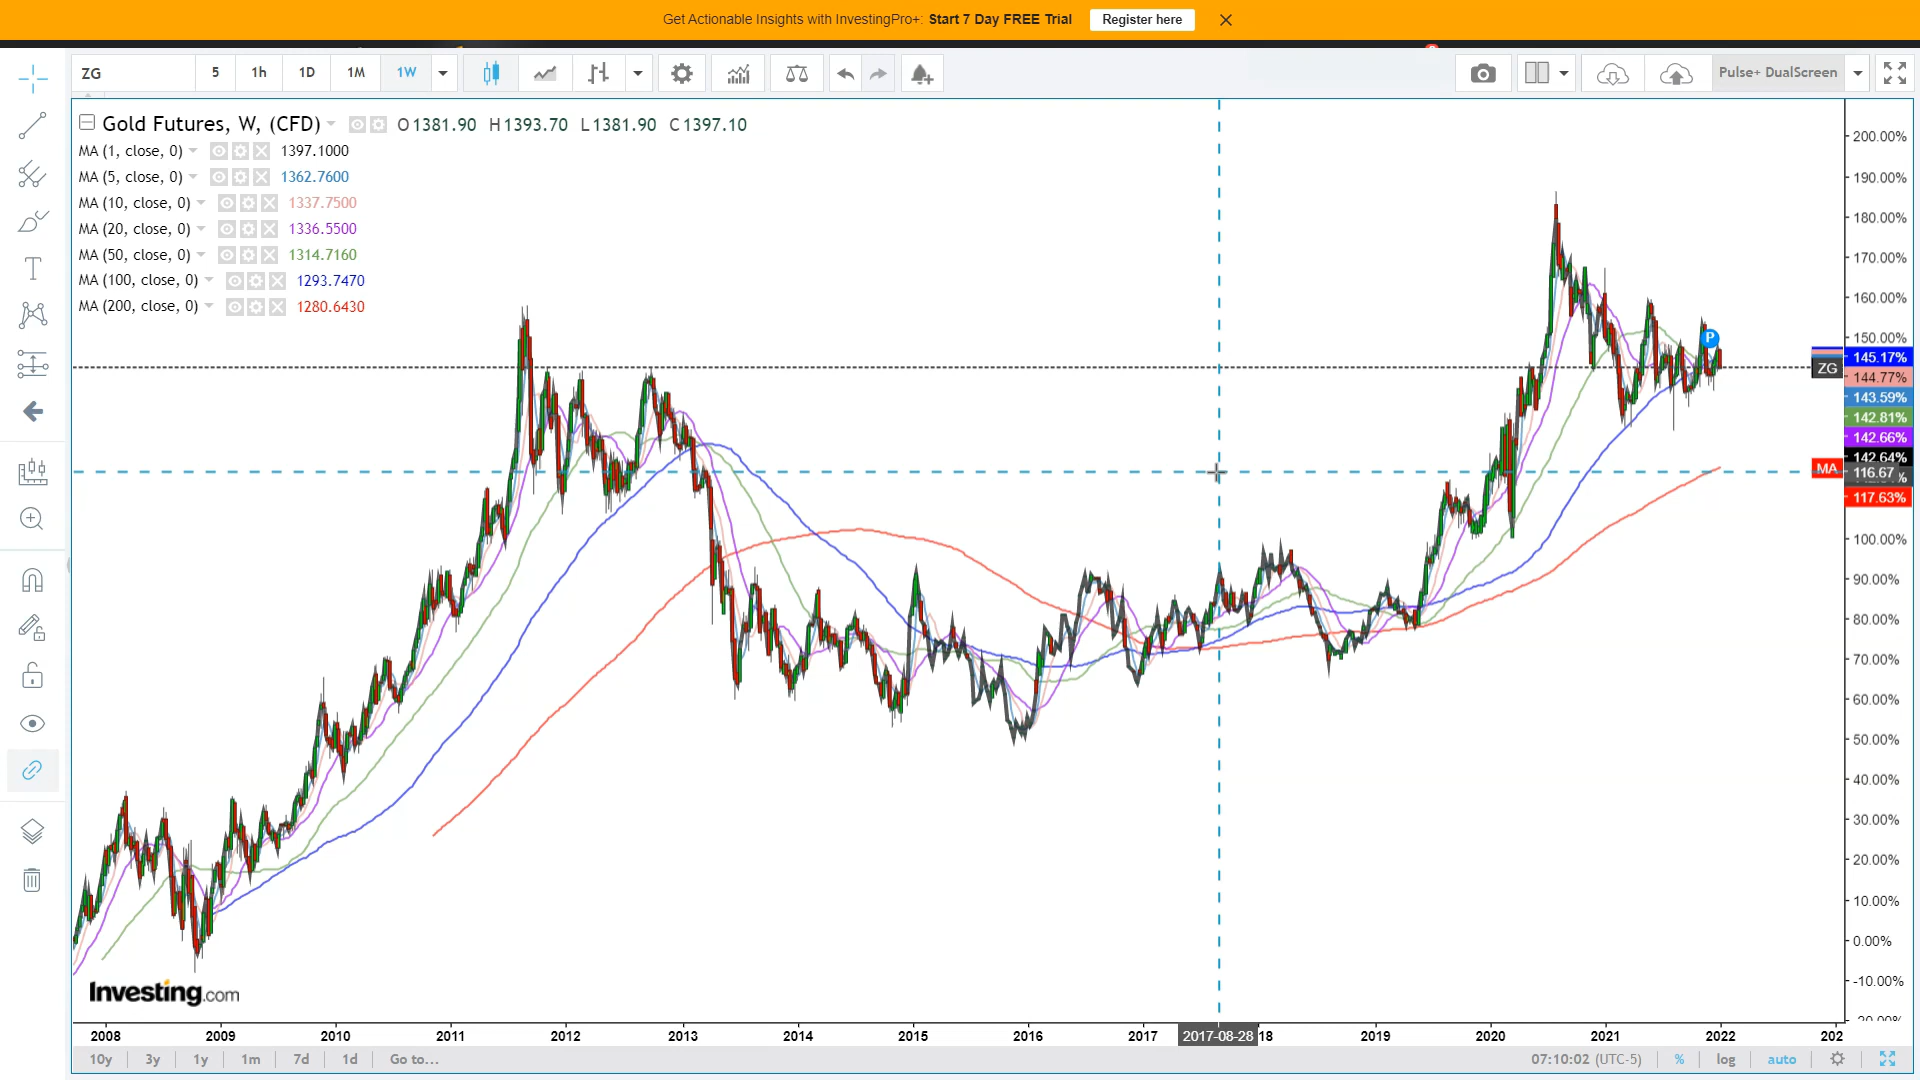 Get Actionable Insights with InvestingPro+: Start 7 Day FREE Trial Register here
ZG 5 1h 1D 1M 1W Pulse+ DualScreen
Gold Futures, W, (CFD) O1381.90 H1393.70 L1381.90 C1397.10
MA (1, close, 0) 1397.1000
MA (5, close, 0) 1362.7600
MA (10, close, 0) 1337.7500
MA (20, close, 0) 1336.5500
MA (50, close, 0) 1314.7160
MA (100, close, 0) 1293.7470
MA (200, close, 0) 1280.6430
200.00%
190.00%
180.00%
170.00%
160.00%
150.00%
P
145.17%
ZG
144.77%
143.59%
142.81%
142.66%
142.64%
MA 116.67
117.63%
100.00%
90.00%
80.00%
70.00%
60.00%
50.00%
40.00%
30.00%
20.00%
10.00%
0.00%
-10.00%
Investing.com
2008 2009 2010 2011 2012 2013 2014 2015 2016 2017 2017-08-28 18 2019 2020 2021 2022 202
10y 3y 1y 1m 7d 1d Go to... 07:10:02 (UTC-5) % log auto